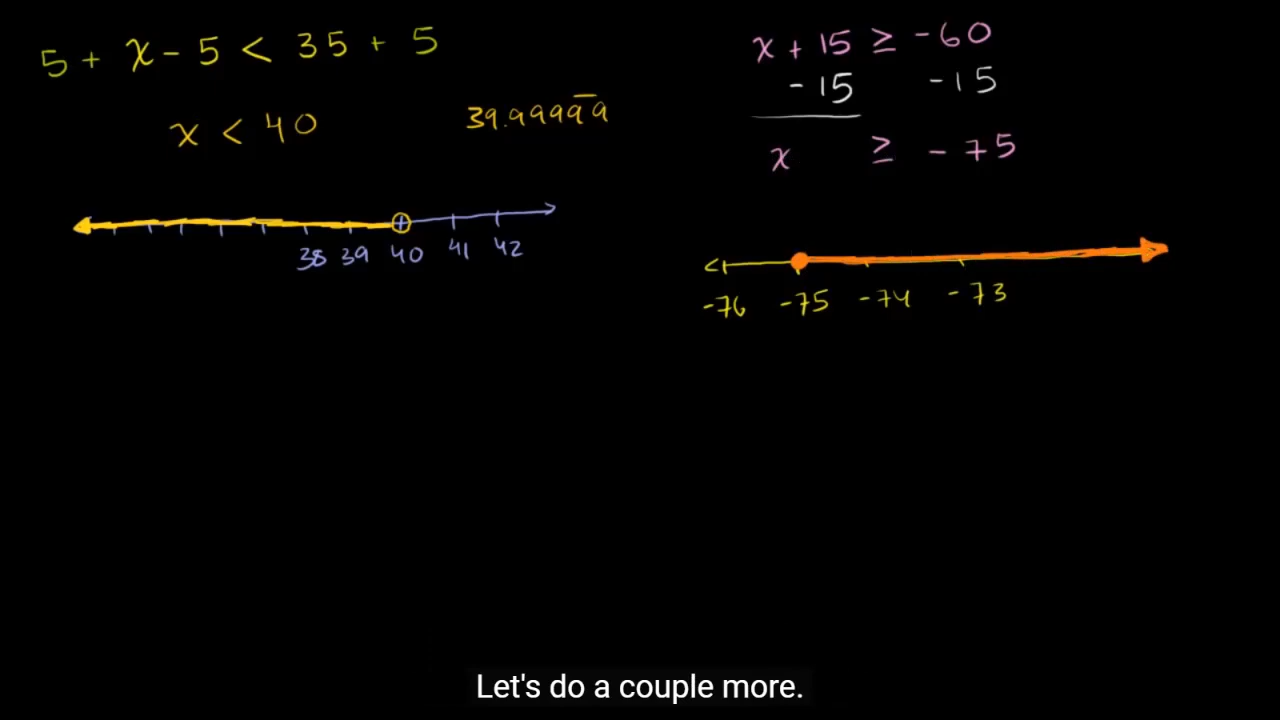 5 + x - 5 < 35 + 5
x < 40
39.99999̅9
38 39 40 41 42
x + 15 ≥ -60
-15 -15
x ≥ -75
-76 -75 -74 -73
Let's do a couple more.